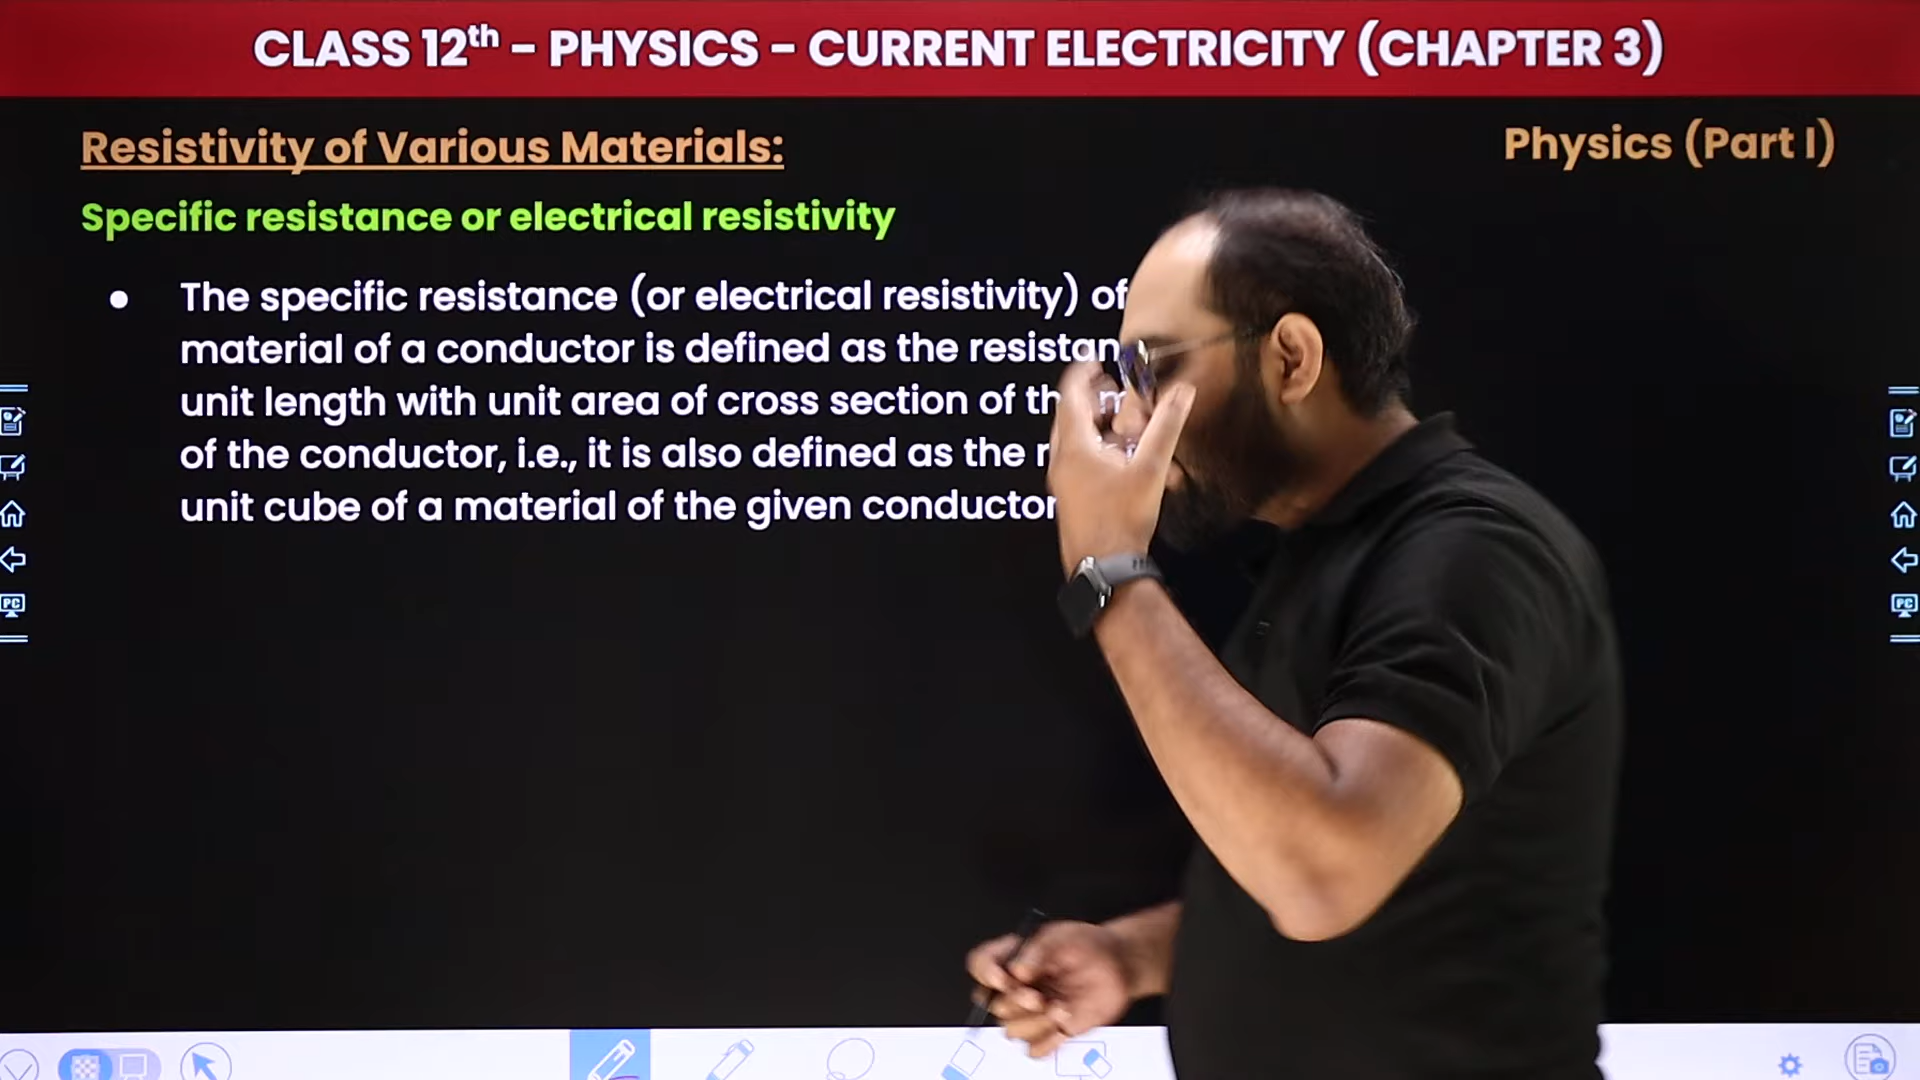 CLASS 12th - PHYSICS - CURRENT ELECTRICITY (CHAPTER 3)
Resistivity of Various Materials:
Physics (Part I)
Specific resistance or electrical resistivity
• The specific resistance (or electrical resistivity) of
material of a conductor is defined as the
unit length with unit area of cross section of
of the conductor, i.e., it is also defined as the
unit cube of a material of the given conductor
PC
PC